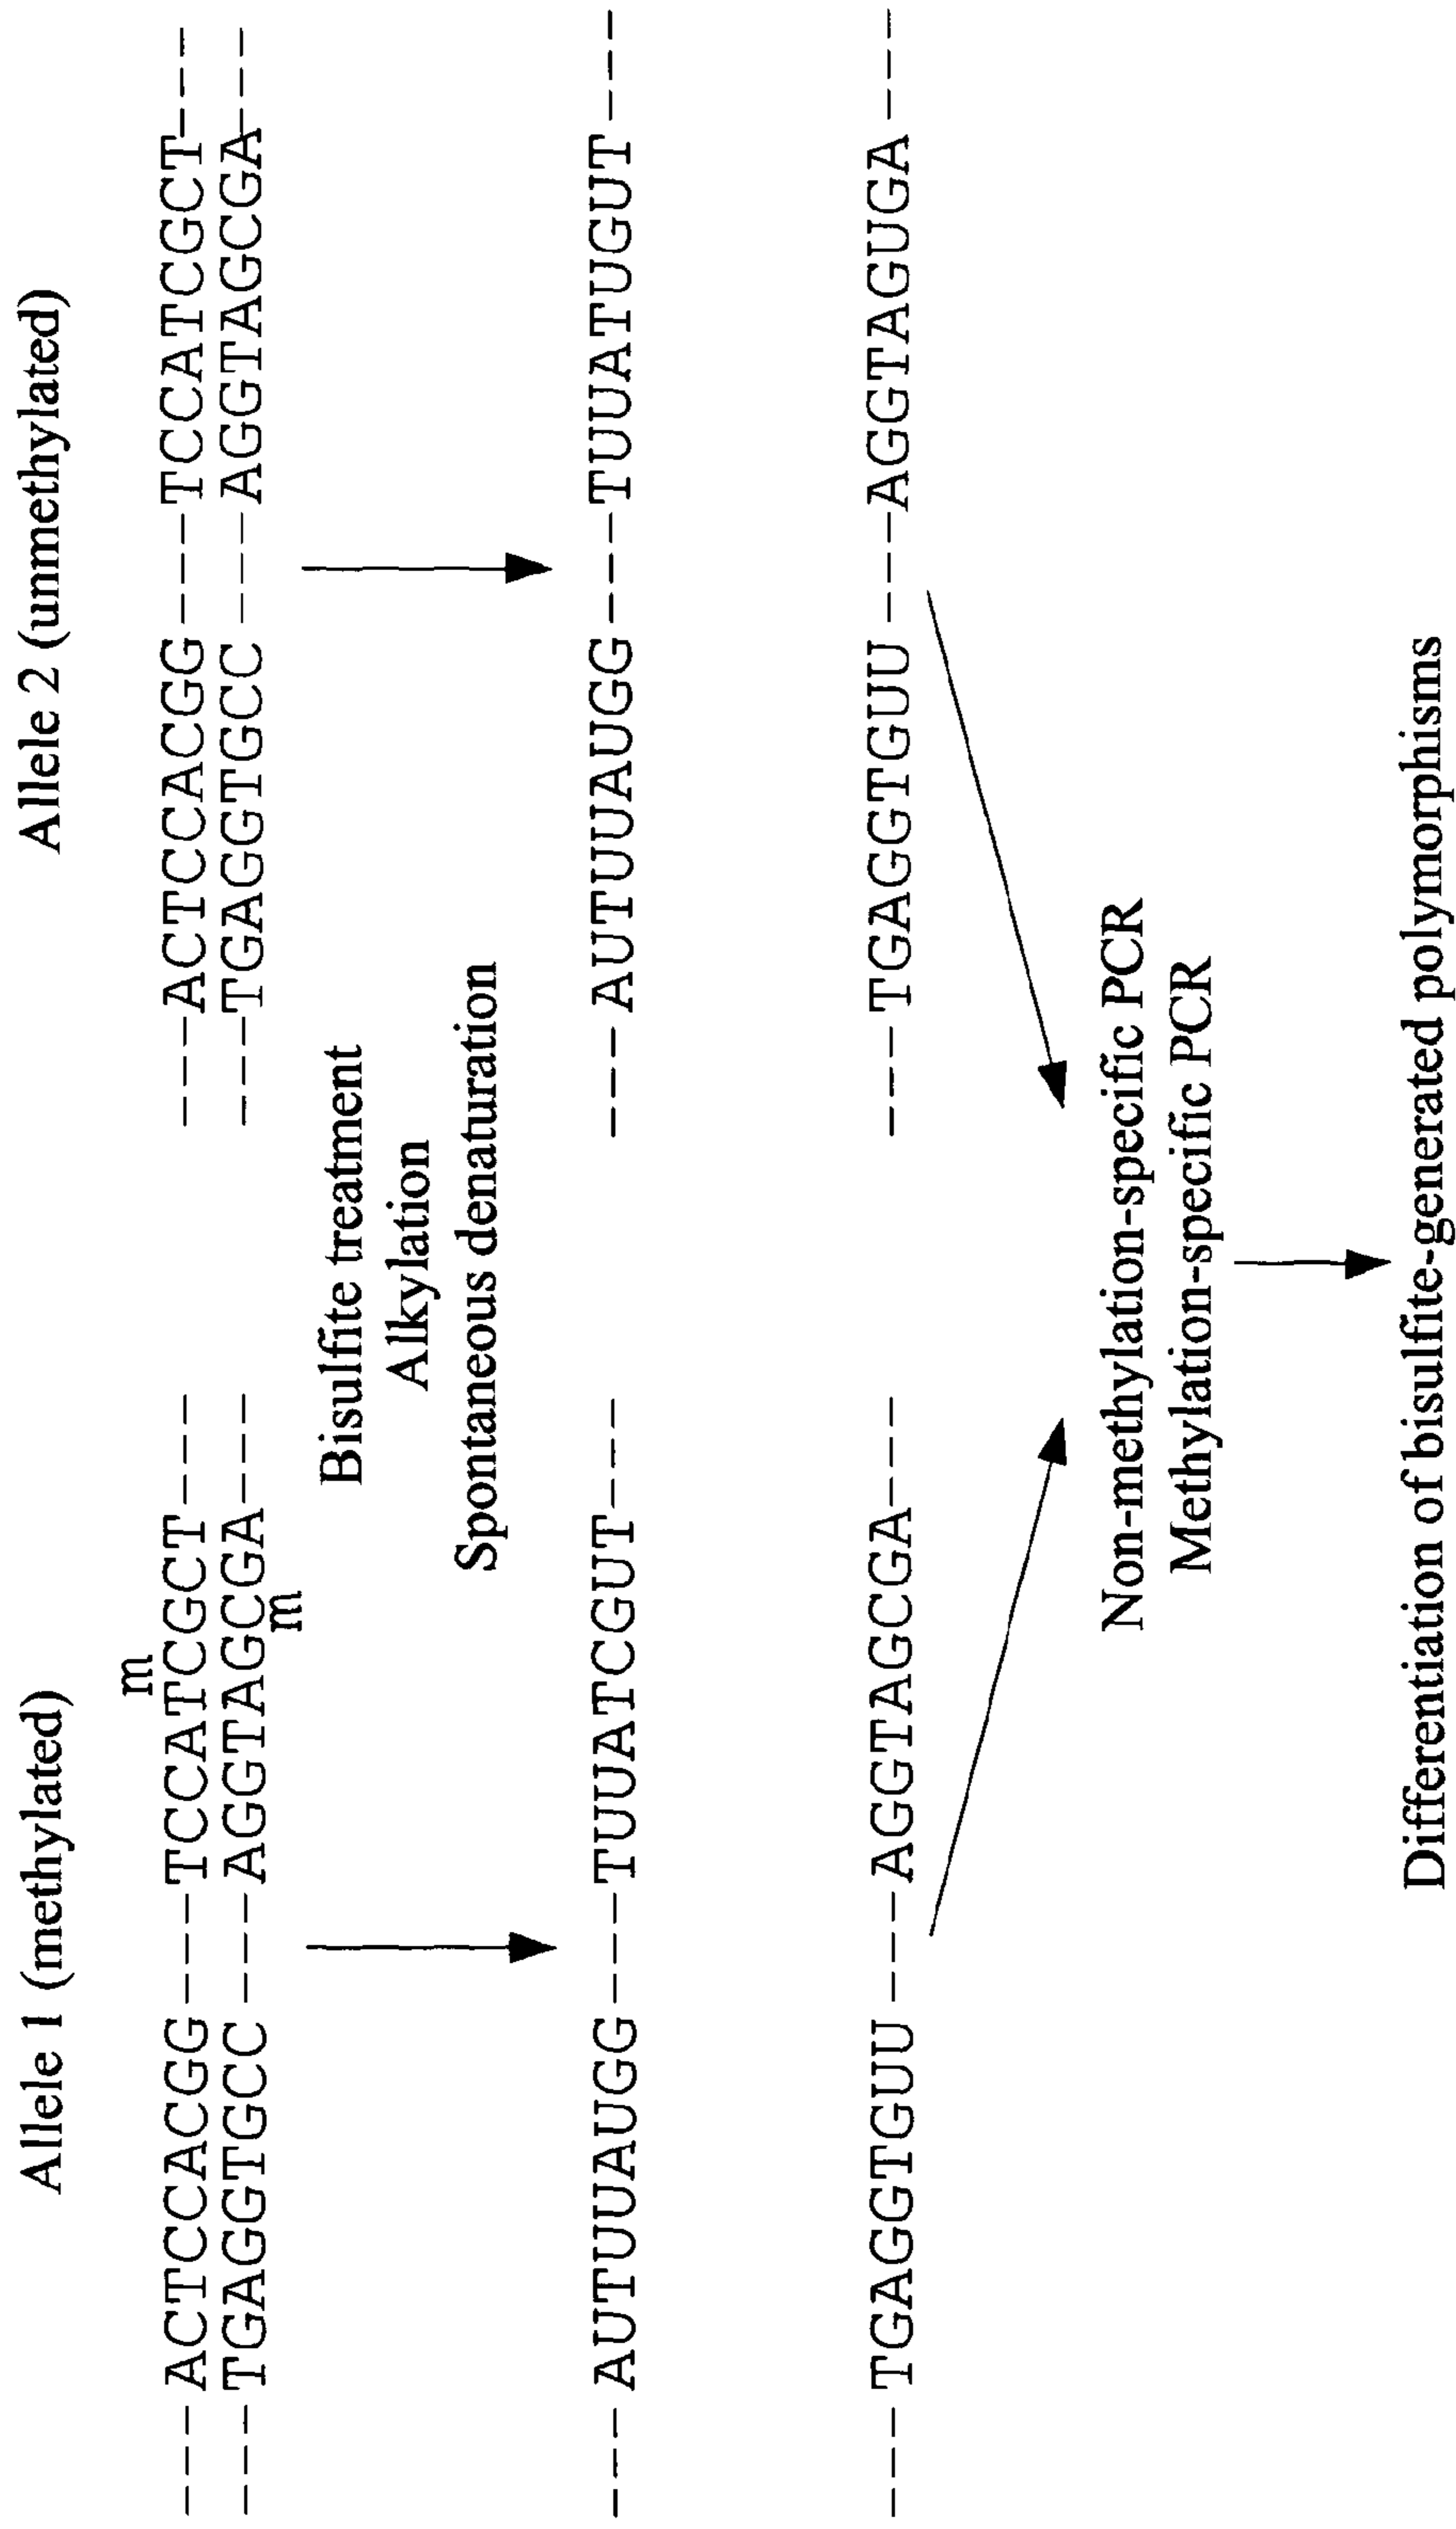 Allele 1 (methylated)
Allele 2 (unmethylated)
m
--- ACTCCACGG ----TCCATCGCT---
--- TGAGGTGCC ---AGGTAGCGA---
m
--- ACTCCACGG ----TCCATCGCT---
---TGAGGTGCC ---AGGTAGCGA---
Bisulfite treatment
Alkylation
Spontaneous denaturation
--- AUTUUAUGG----TUUATCGUT---
--- AUTUUAUGG----TUUATUGUT---
--- TGAGGTGUU ----AGGTAGCGA---
--- TGAGGTGUU ---AGGTAGUGA ---
Non-methylation-specific PCR
Methylation-specific PCR
Differentiation of bisulfite-generated polymorphisms